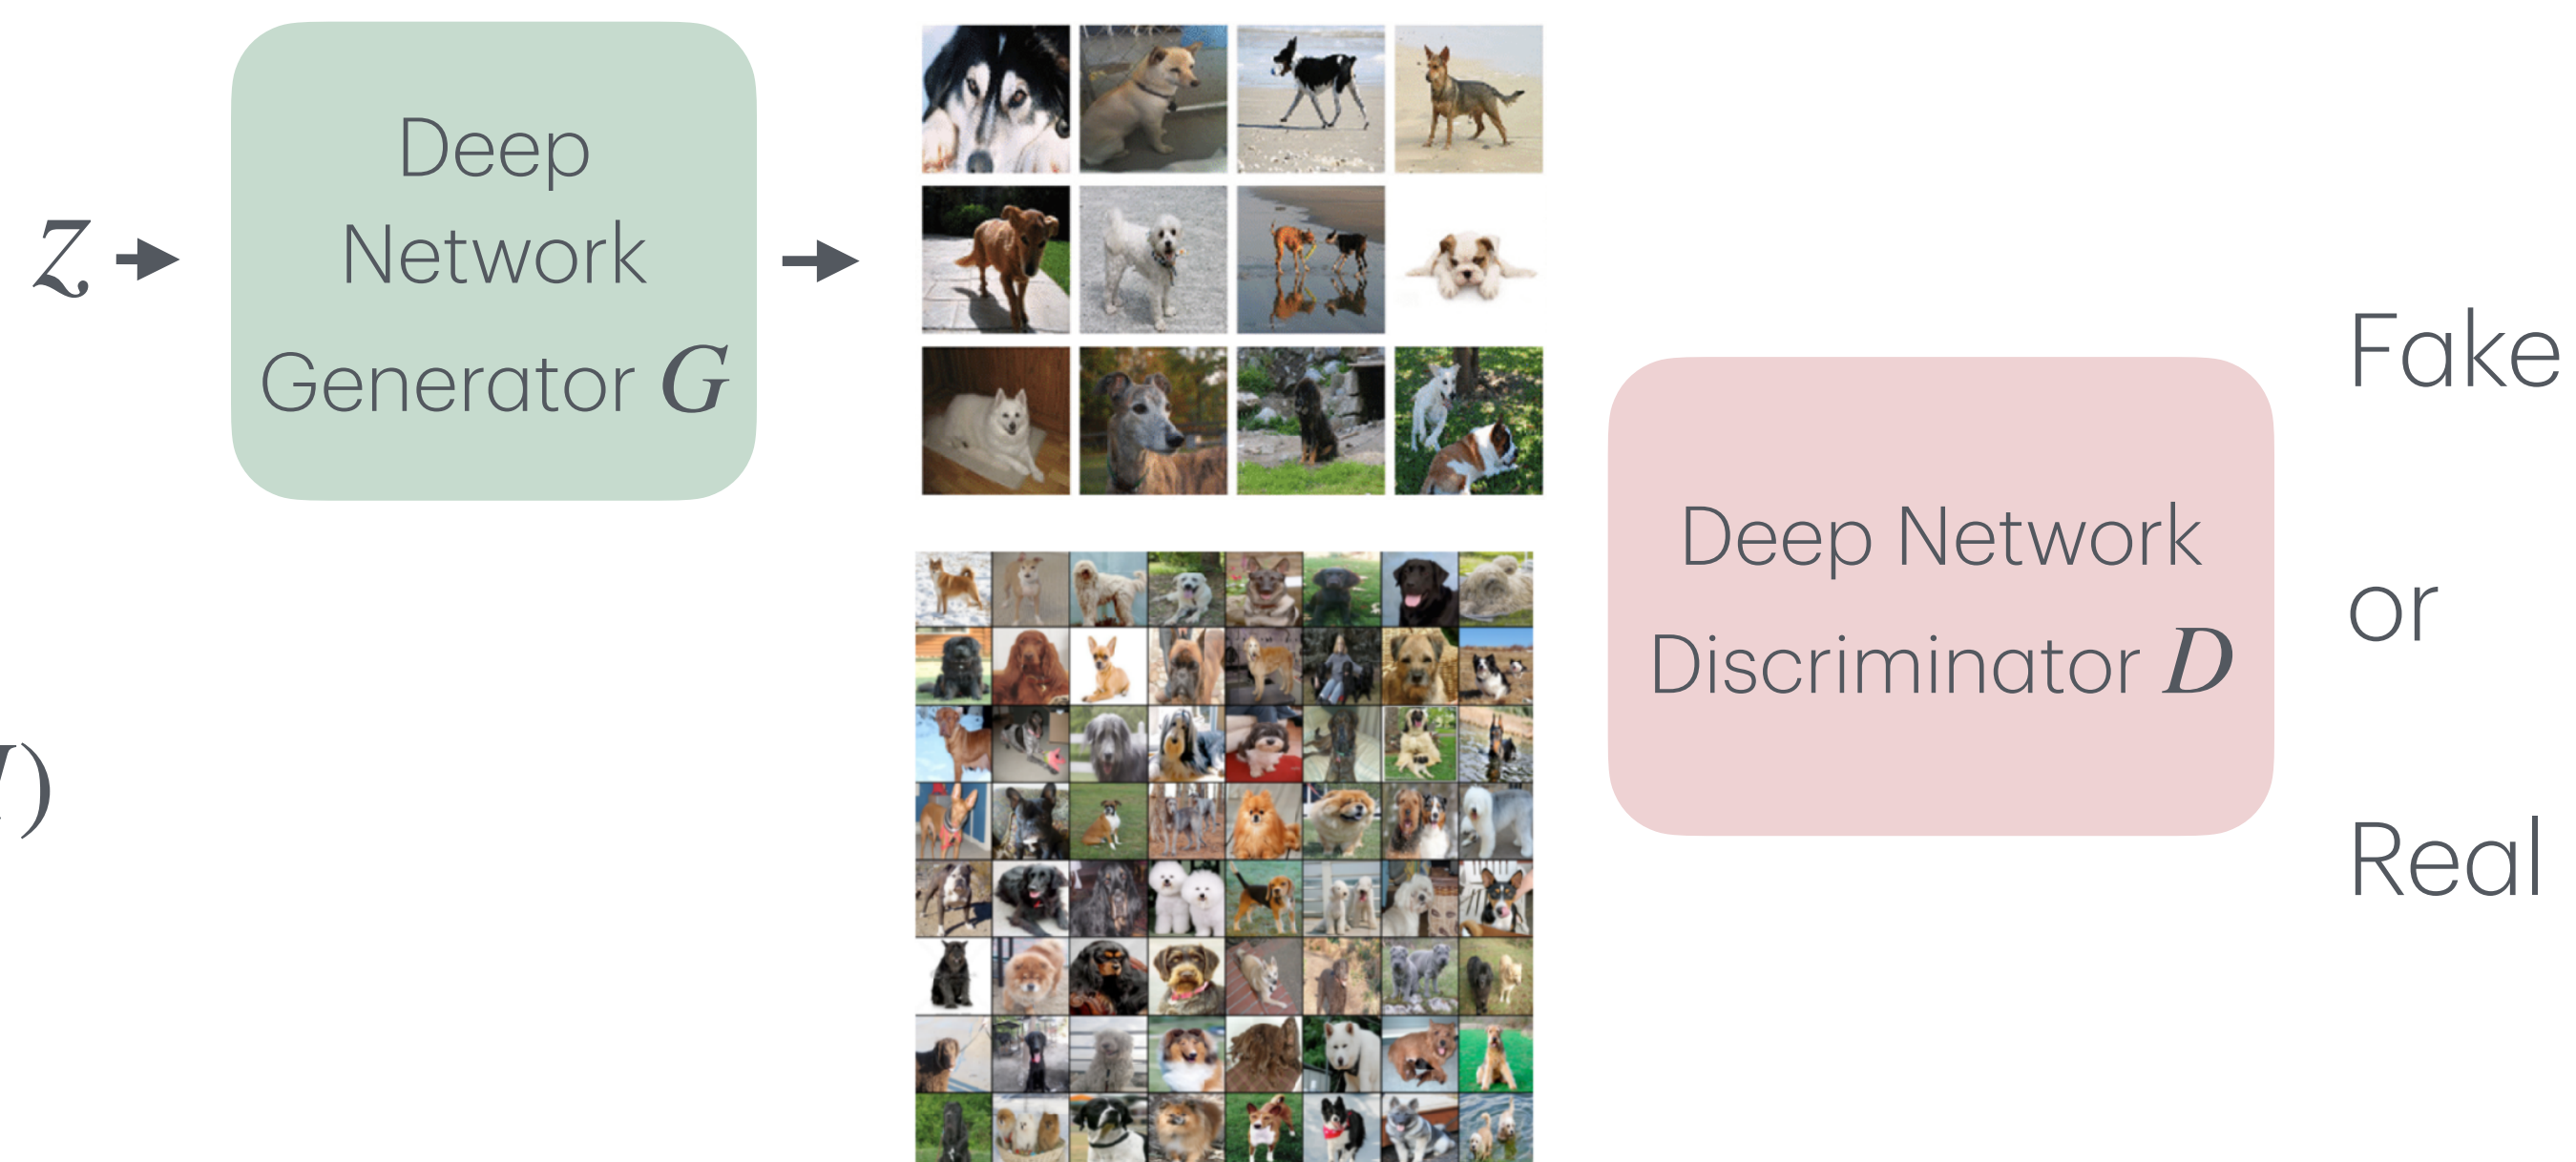 z
Deep
Network
Generator G
Deep Network
Discriminator D
Fake
or
Real
)